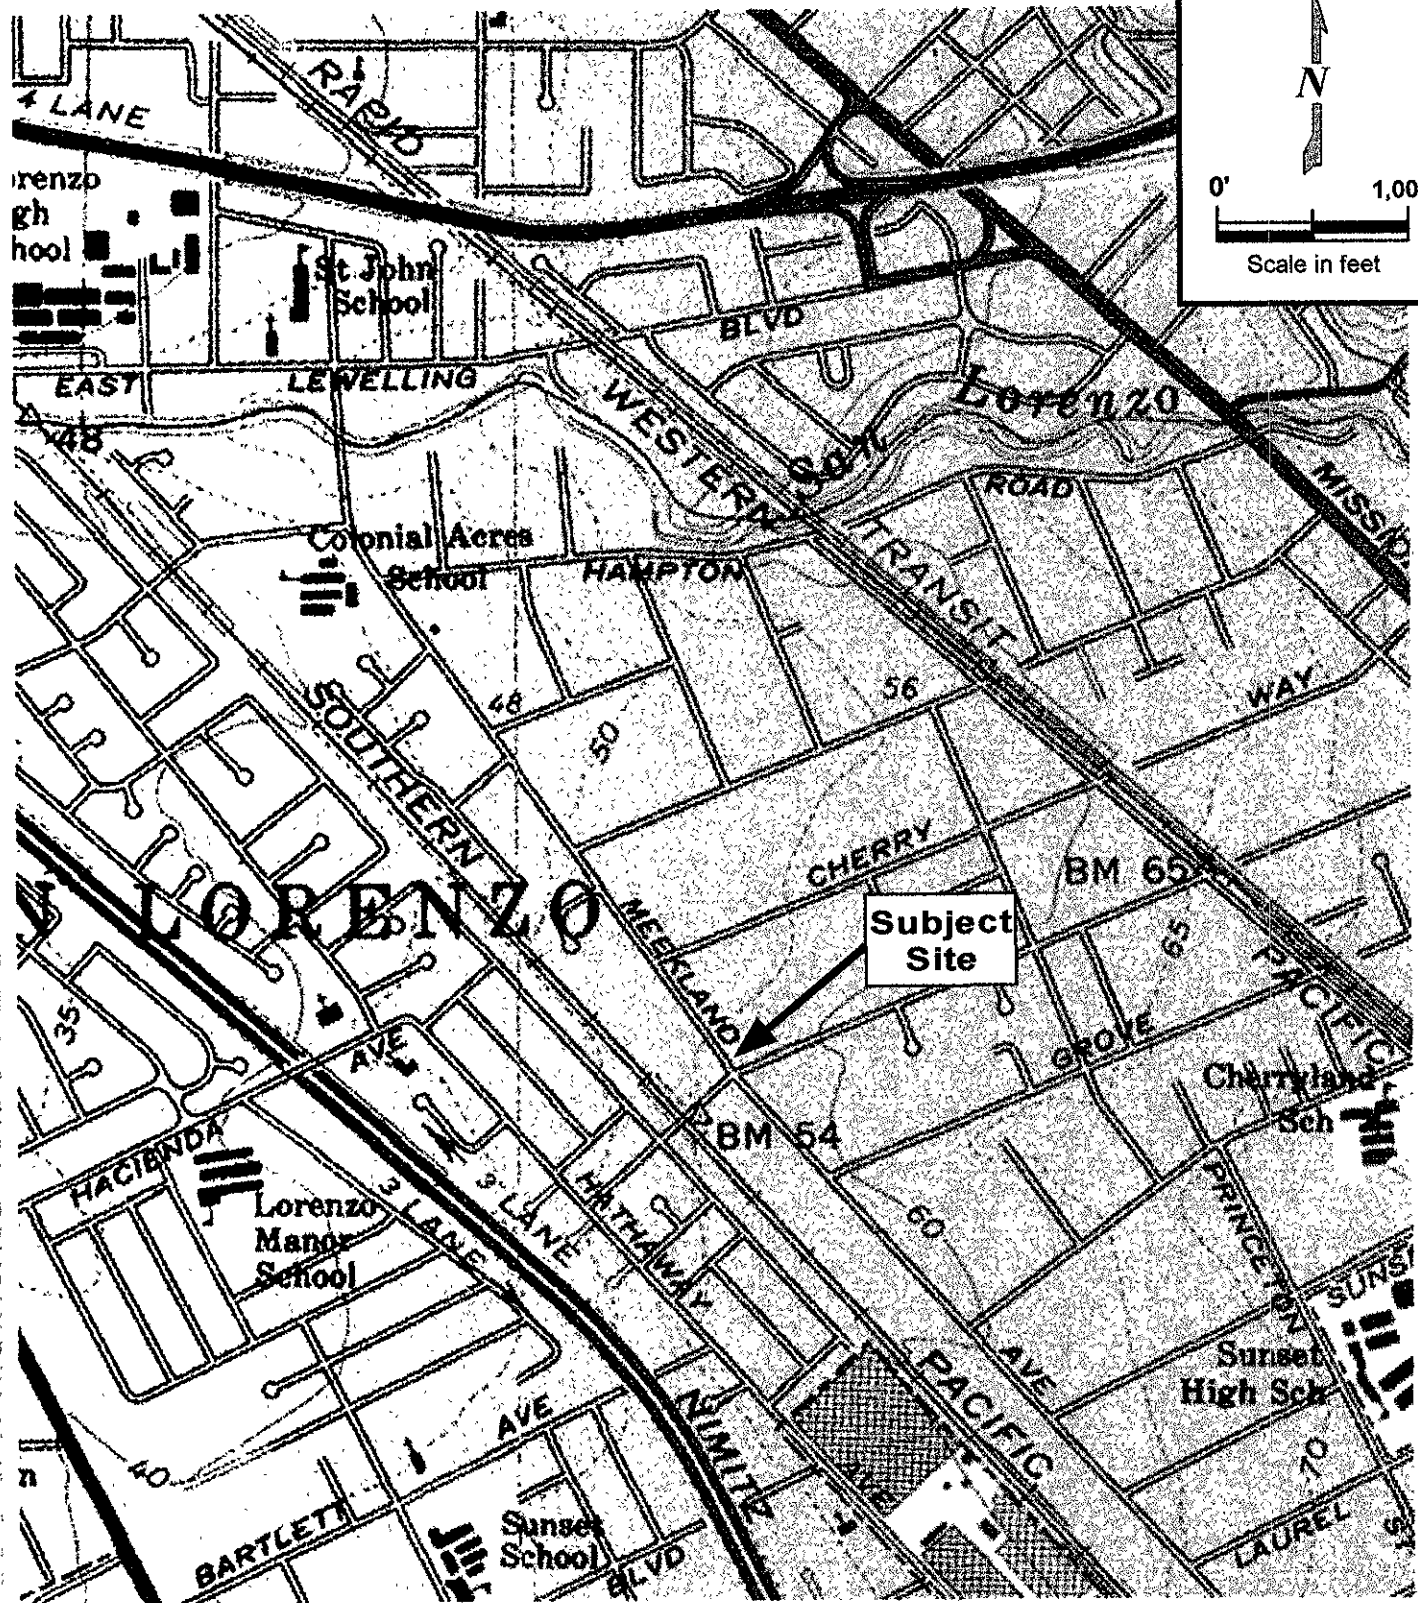 N
0'
1,00
Scale in feet
RAPID
4 LANE
renzo
gh
hool
St John
School
BLVD
EAST
LEWELLING
WESTERN
San
Lorenzo
48
ROAD
MISSIO
TRANSIT
Colonial Acres
School
HAMPTON
48
50
56
WAY
SOUTHERN
CHERRY
BM 65
N LORENZO
MEEKLAND
Subject
Site
65
PACIFIC
35
AVE
GROVE
Cherryland
Sch
BM 54
HACIENDA
PRINCETON
Lorenzo
Manor
School
3 LANE
3 LANE
HATHAWAY
60
SUNS
AVE
Sunset
High Sch
PACIFIC
AVE
NIMITZ
40
n
70
AVE
BARTLETT
Sunset
School
BLVD
LAUREL